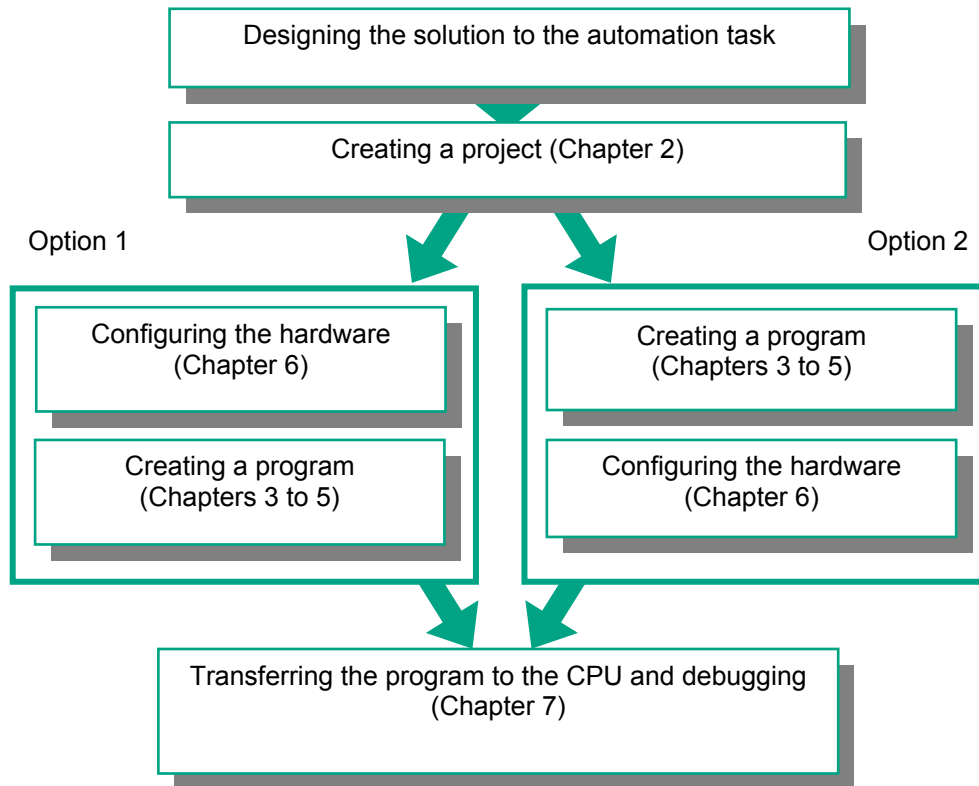 Designing the solution to the automation task
Creating a project (Chapter 2)
Option 1
Option 2
Configuring the hardware
(Chapter 6)
Creating a program
(Chapters 3 to 5)
Creating a program
(Chapters 3 to 5)
Configuring the hardware
(Chapter 6)
Transferring the program to the CPU and debugging
(Chapter 7)